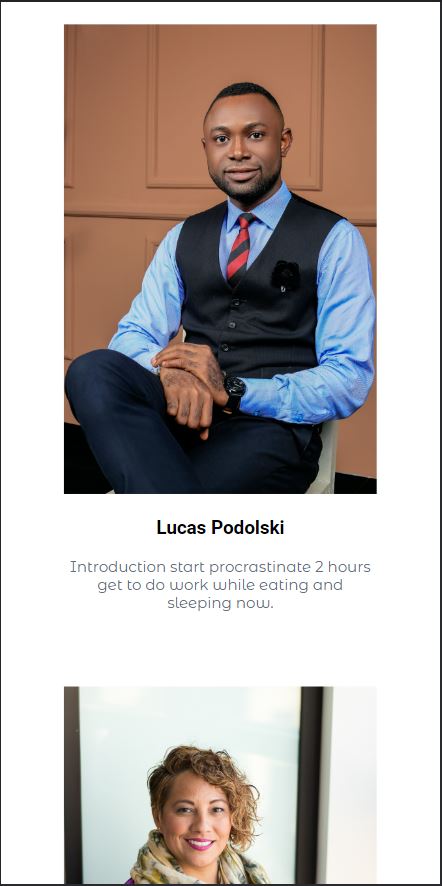 Lucas Podolski
Introduction start procrastinate 2 hours
get to do work while eating and
sleeping now.